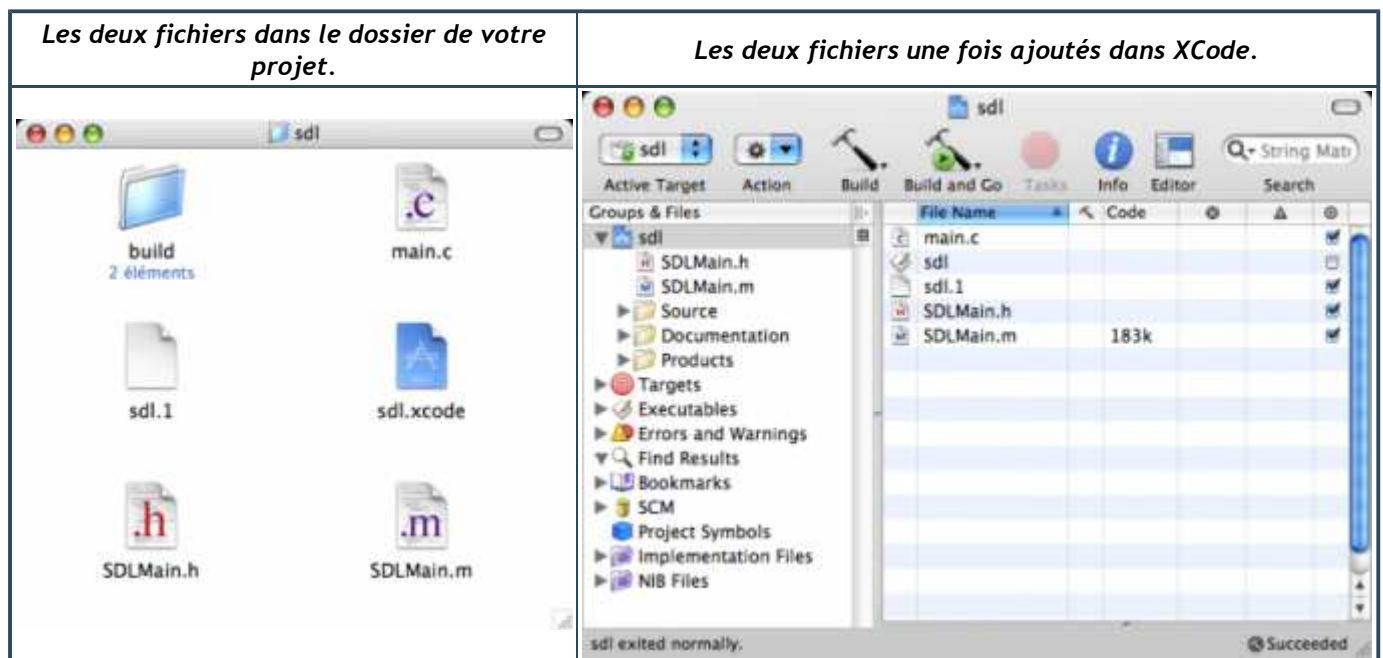 Les deux fichiers dans le dossier de votre
projet.
Les deux fichiers une fois ajoutés dans XCode.
sdl
build
2 éléments
main.c
sdl.1
sdl.xcode
SDLMain.h
SDLMain.m
.c
.h
.m
sdl
sdl
Active Target
Action
Build
Build and Go
Tasks
Info
Editor
String Mat
Search
Groups & Files
sdl
SDLMain.h
SDLMain.m
Source
Documentation
Products
Targets
Executables
Errors and Warnings
Find Results
Bookmarks
SCM
Project Symbols
Implementation Files
NIB Files
File Name
Code
main.c
sdl
sdl.1
SDLMain.h
SDLMain.m 183k
sdl exited normally.
Succeeded